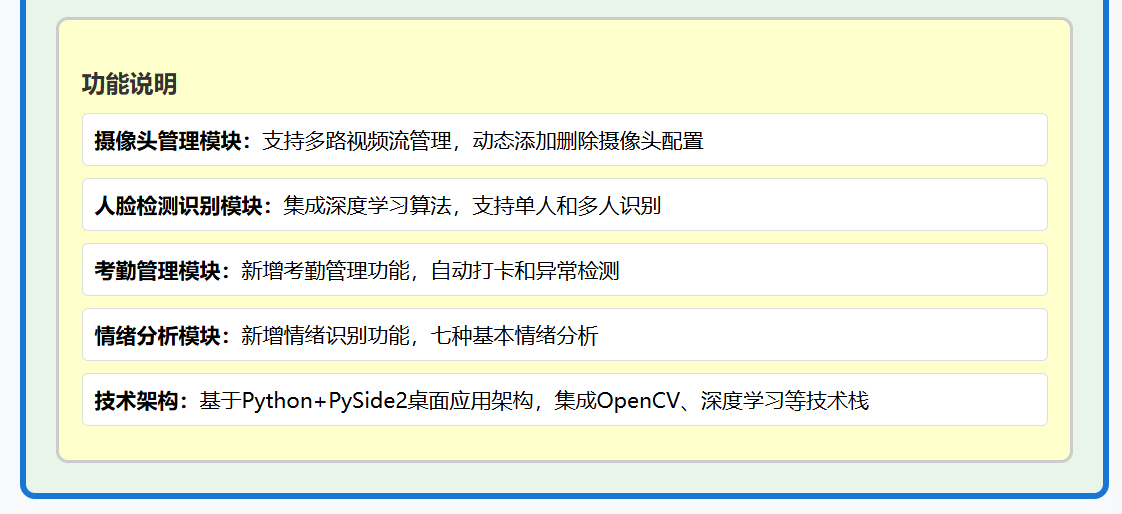 功能说明
摄像头管理模块：支持多路视频流管理，动态添加删除摄像头配置
人脸检测识别模块：集成深度学习算法，支持单人和多人识别
考勤管理模块：新增考勤管理功能，自动打卡和异常检测
情绪分析模块：新增情绪识别功能，七种基本情绪分析
技术架构：基于Python+PySide2桌面应用架构，集成OpenCV、深度学习等技术栈